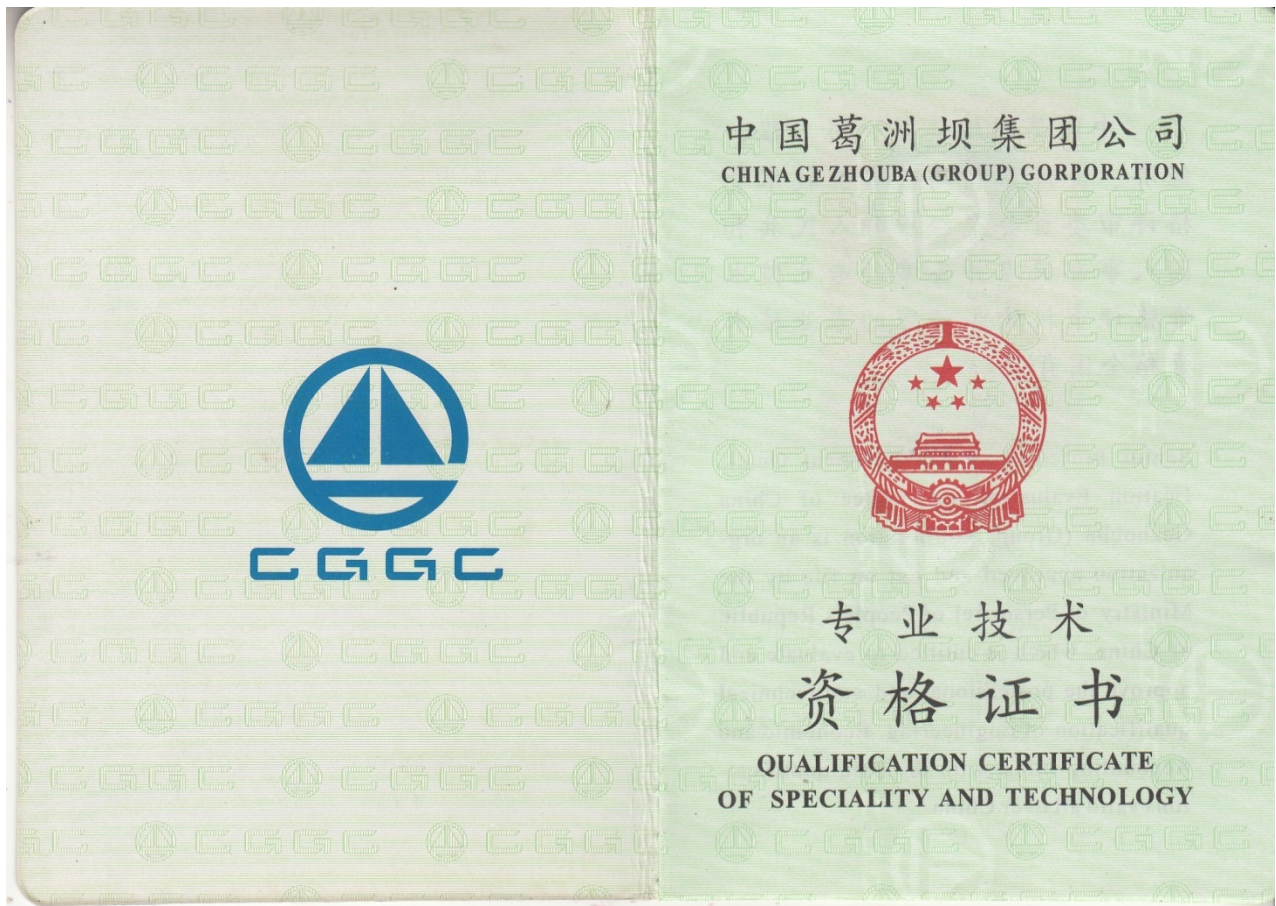 CGGC
中国葛洲坝集团公司
CHINA GEZHOUBA (GROUP) GORPORATION
专业技术
资格证书
QUALIFICATION CERTIFICATE
OF SPECIALITY AND TECHNOLOGY